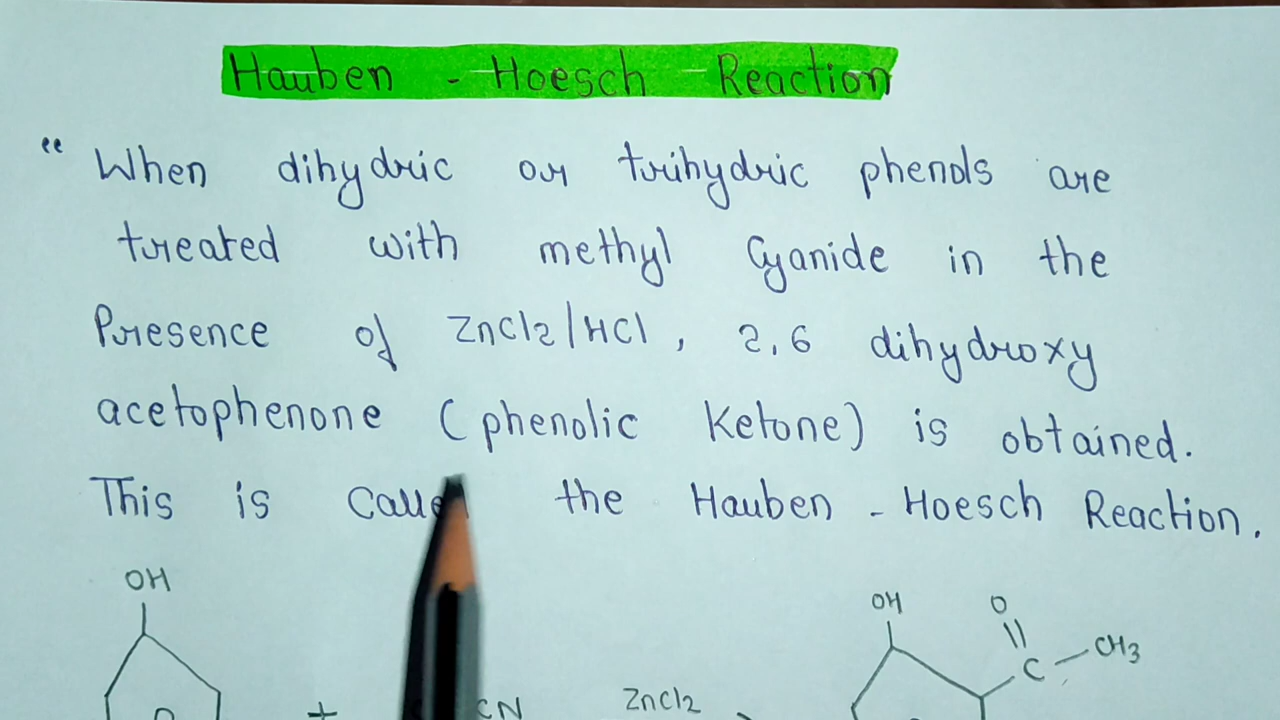 Hauben - Hoesch Reaction
“ When dihydric or trihydric phenols are
treated with methyl Cyanide in the
Presence of ZnCl2/HCl, 2,6 dihydroxy
acetophenone (phenolic Ketone) is obtained.
This is Called the Hauben - Hoesch Reaction.
OH
OH O
C - CH3
+ CN ZnCl2